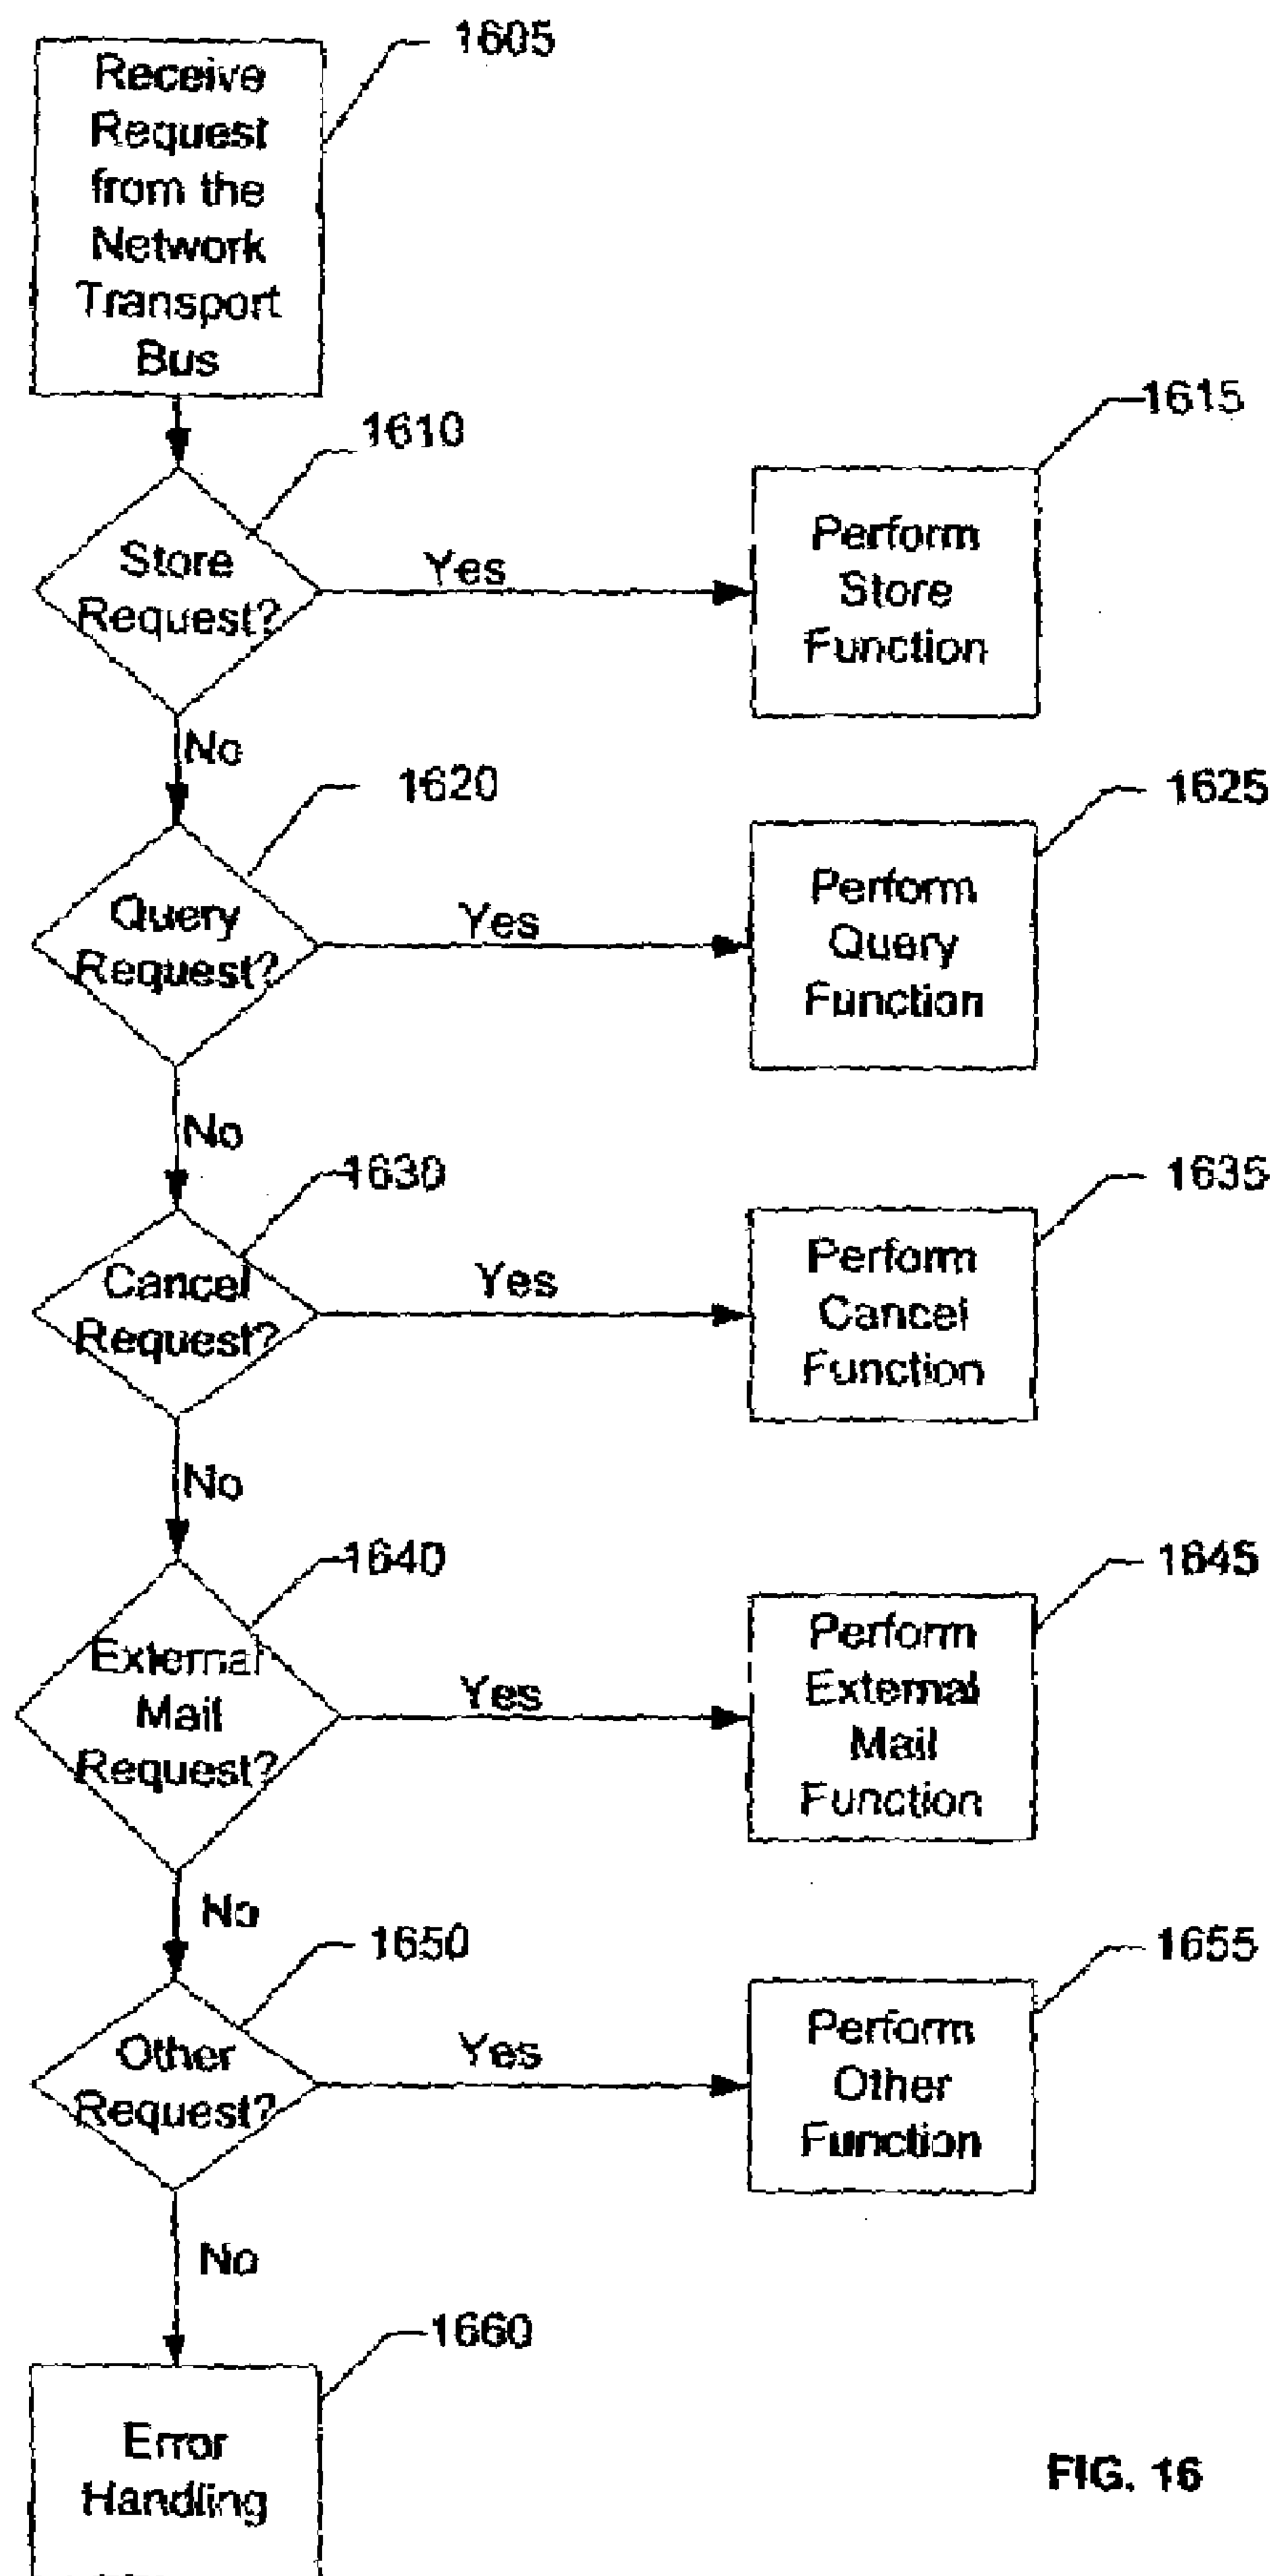 1605
Receive
Request
from the
Network
Transport
Bus
1610
Store
Request?
Yes
1615
Perform
Store
Function
No
1620
Query
Request?
Yes
1625
Perform
Query
Function
No
1630
Cancel
Request?
Yes
1635
Perform
Cancel
Function
No
1640
External
Mail
Request?
Yes
1645
Perform
External
Mail
Function
No
1650
Other
Request?
Yes
1655
Perform
Other
Function
No
1660
Error
Handling
FIG. 16